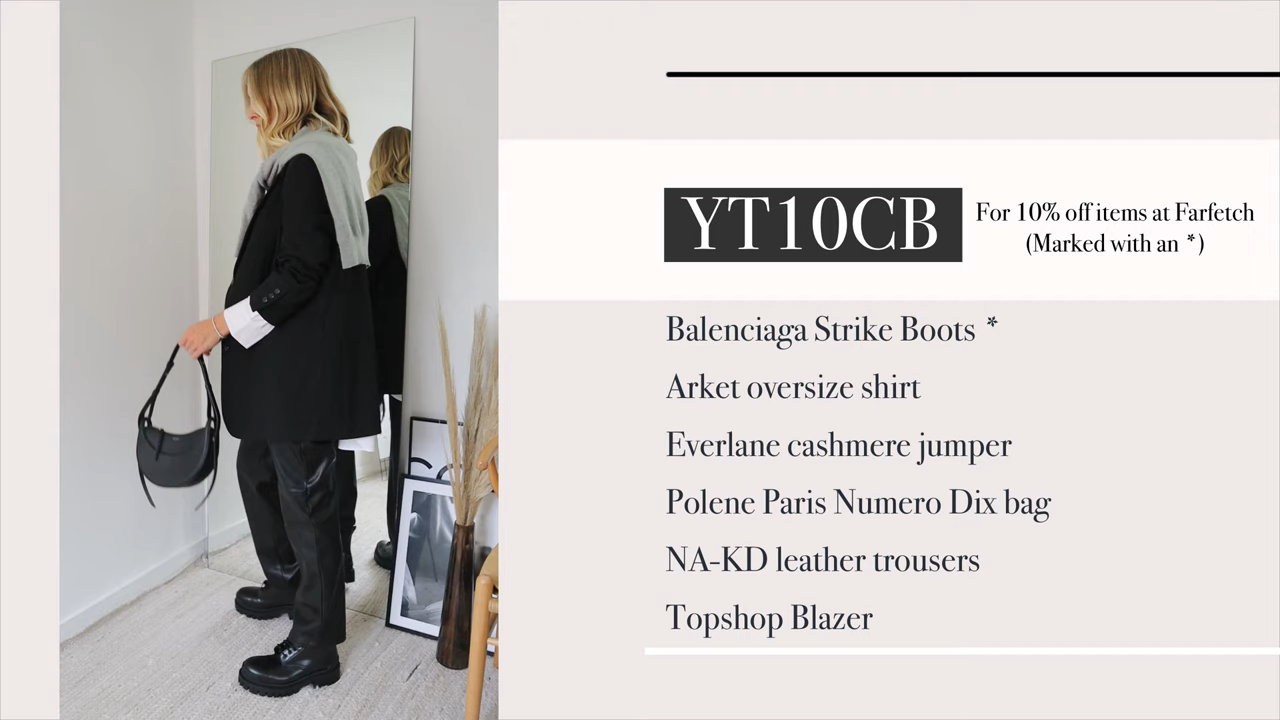 YT10CB
For 10% off items at Farfetch
(Marked with an *)
Balenciaga Strike Boots *
Arket oversize shirt
Everlane cashmere jumper
Polene Paris Numero Dix bag
NA-KD leather trousers
Topshop Blazer